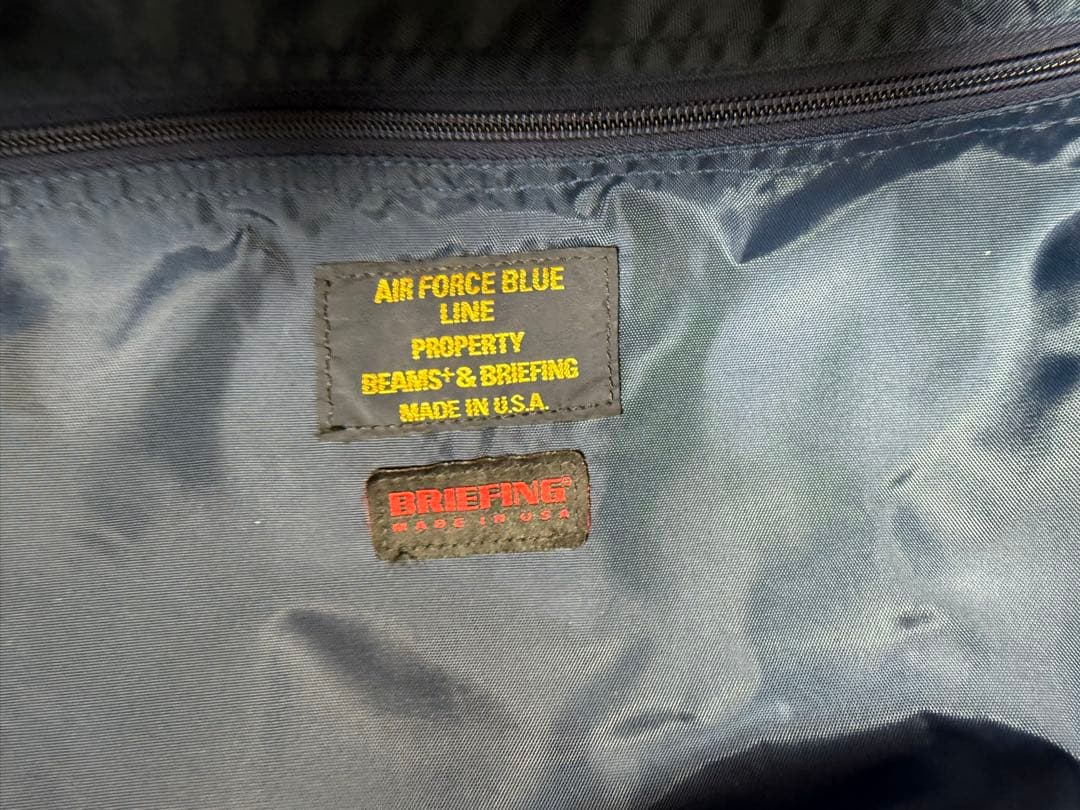 AIR FORCE BLUE
LINE
PROPERTY
BEAMS+ & BRIEFING
MADE IN U.S.A.
BRIEFING®
MADE IN USA